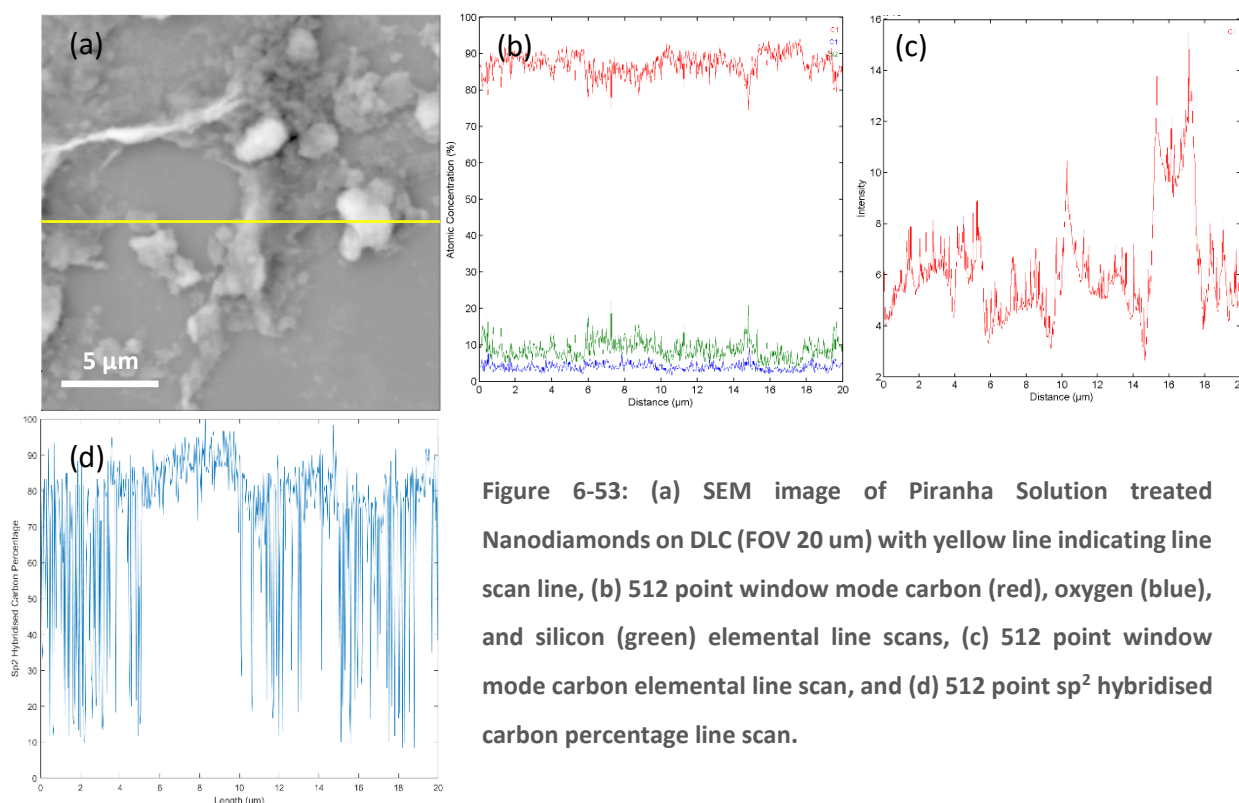 (a)
5 µm
(b)
C1
O1
Si2
Atomic Concentration (%)
100
90
80
70
60
50
40
30
20
10
0
0 2 4 6 8 10 12 14 16 18 20
Distance (µm)
(c)
Intensity
16
14
12
10
8
6
4
2
0 2 4 6 8 10 12 14 16 18
Distance (µm)
(d)
Sp2 Hybridised Carbon Percentage
100
90
80
70
60
50
40
30
20
10
0
0 2 4 6 8 10 12 14 16 18 20
Length (µm)
Figure 6-53: (a) SEM image of Piranha Solution treated
Nanodiamonds on DLC (FOV 20 um) with yellow line indicating line
scan line, (b) 512 point window mode carbon (red), oxygen (blue),
and silicon (green) elemental line scans, (c) 512 point window
mode carbon elemental line scan, and (d) 512 point sp² hybridised
carbon percentage line scan.